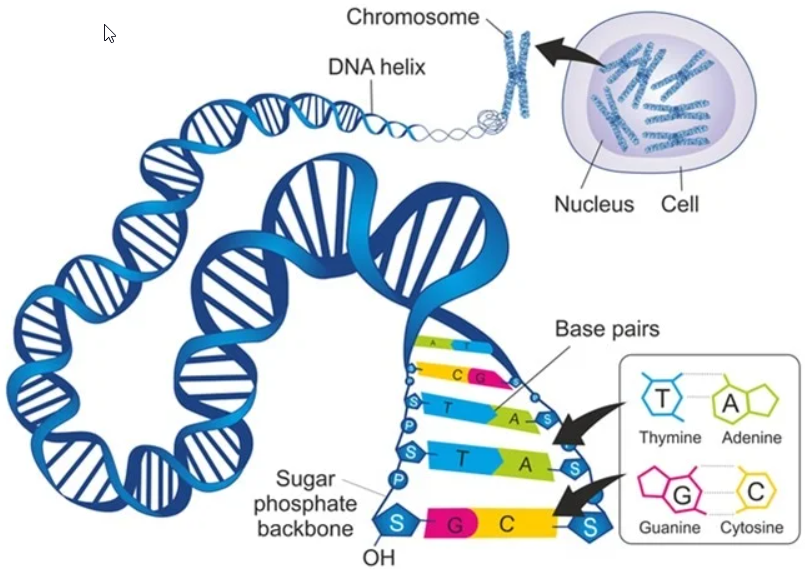 Chromosome
DNA helix
Nucleus
Cell
Base pairs
A T
C G
S
P
S T A S
P
S T A S
P
S G C S
OH
Sugar
phosphate
backbone
T A
Thymine Adenine
G C
Guanine Cytosine